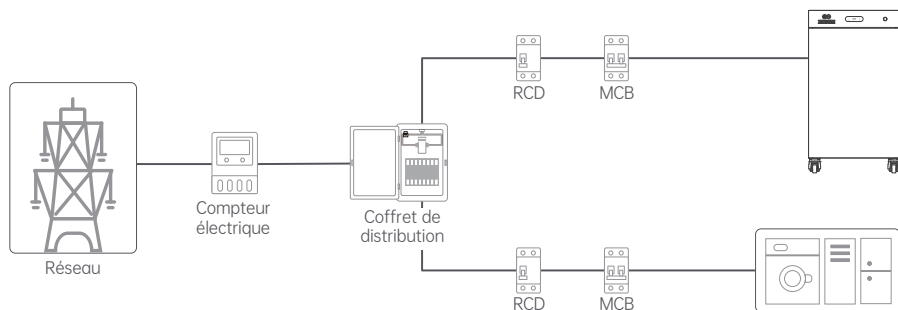 RCD
MCB
Compteur
électrique
Coffret de
distribution
Réseau
RCD
MCB